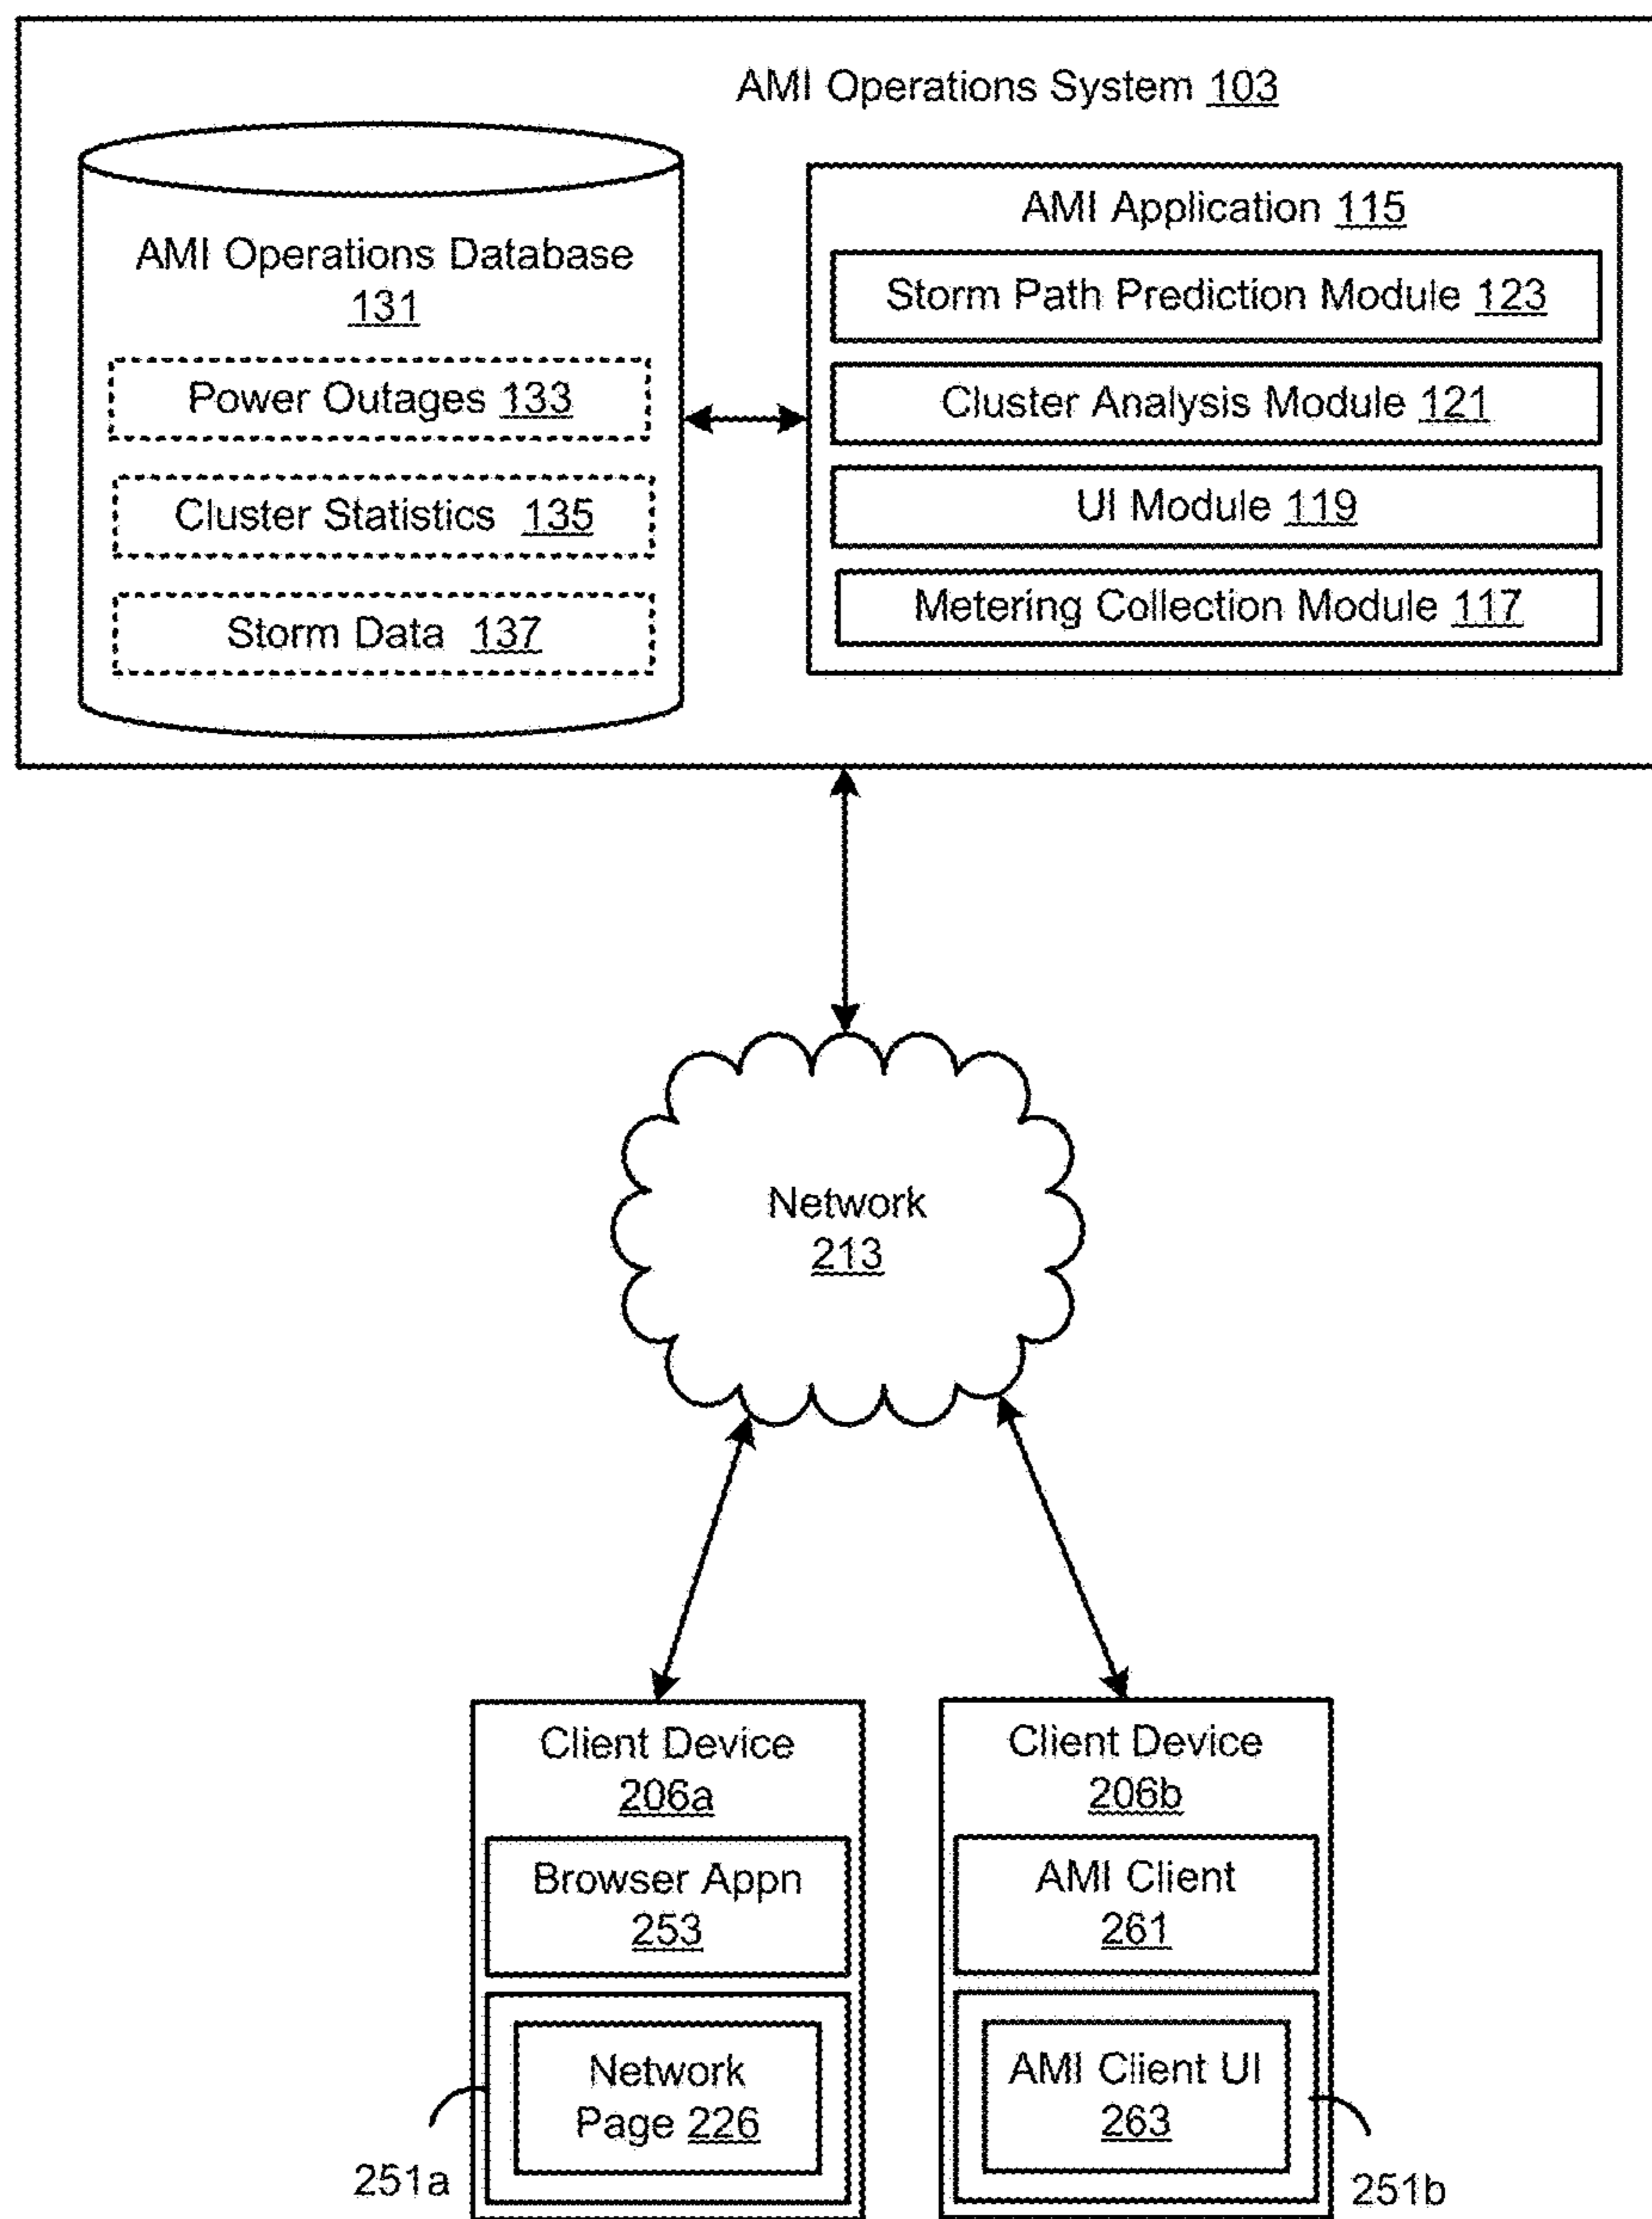 AMI Operations System 103
AMI Operations Database
131
Power Outages 133
Cluster Statistics 135
Storm Data 137
AMI Application 115
Storm Path Prediction Module 123
Cluster Analysis Module 121
UI Module 119
Metering Collection Module 117
Network
213
Client Device
206a
Browser Appn
253
Network
Page 226
251a
Client Device
206b
AMI Client
261
AMI Client UI
263
251b